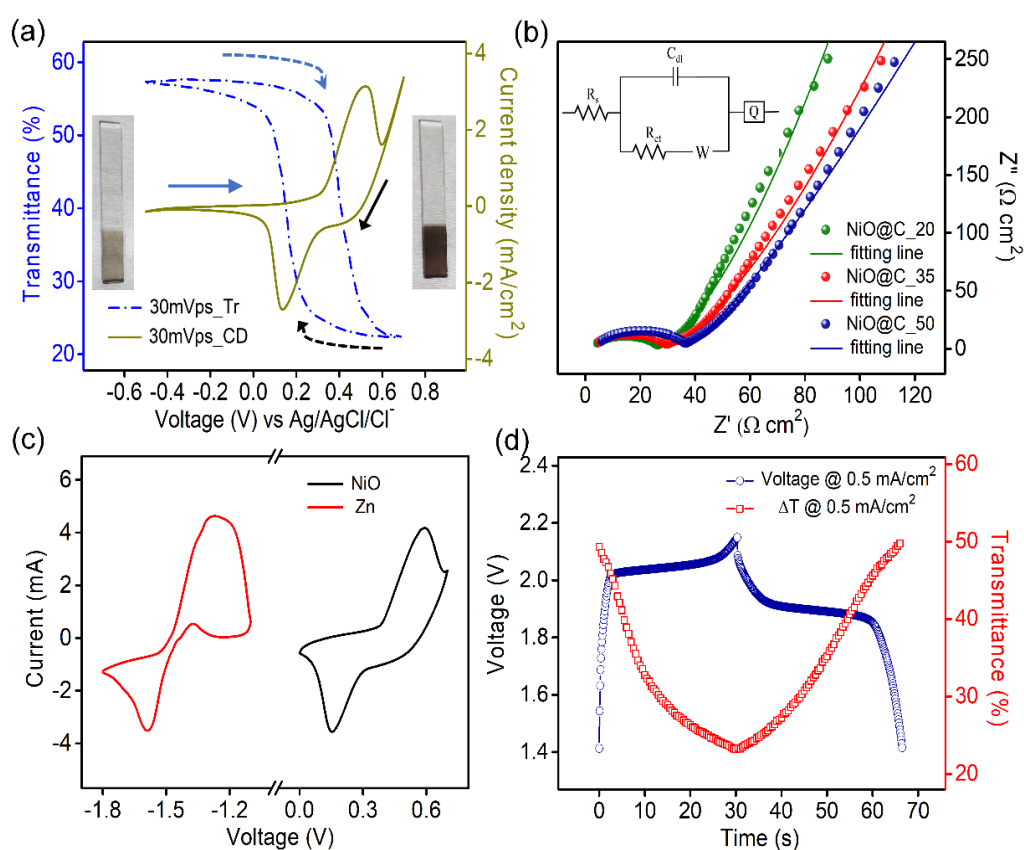 (a)
Transmittance (%)
60
50
40
30
20
4
2
0
-2
-4
Current density (mA/cm²)
30mVps_Tr
30mVps_CD
-0.6 -0.4 -0.2 0.0 0.2 0.4 0.6 0.8
Voltage (V) vs Ag/AgCl/Cl⁻
(b)
Cdl
Rs
Rct
W
Q
250
200
150
100
50
0
Z'' (Ω cm²)
NiO@C_20
fitting line
NiO@C_35
fitting line
NiO@C_50
fitting line
0 20 40 60 80 100 120
Z' (Ω cm²)
(c)
Current (mA)
6
4
2
0
-2
-4
NiO
Zn
-1.8 -1.5 -1.2 0.0 0.3 0.6
Voltage (V)
(d)
Voltage (V)
2.4
2.2
2.0
1.8
1.6
1.4
Voltage @ 0.5 mA/cm²
ΔT @ 0.5 mA/cm²
60
50
40
30
20
Transmittance (%)
0 10 20 30 40 50 60 70
Time (s)